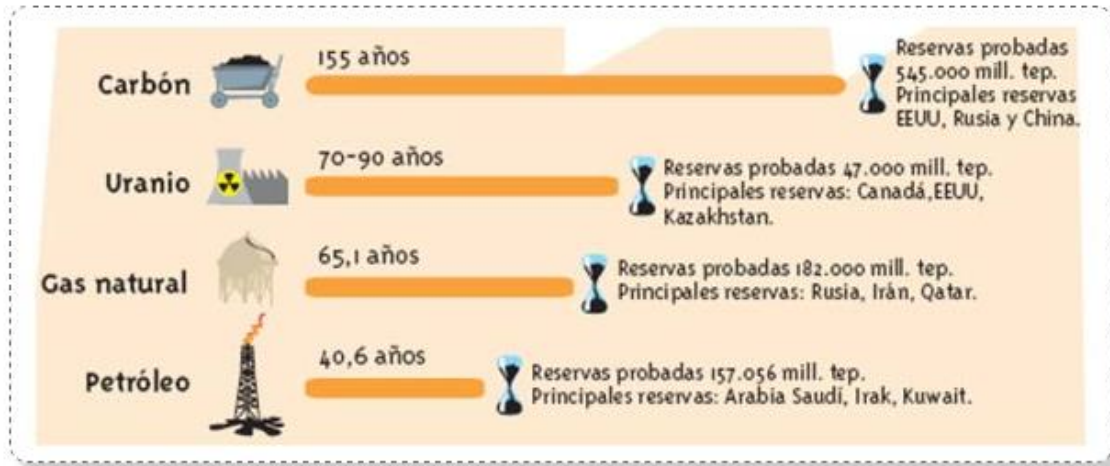 155 años
Carbón
Reservas probadas
545.000 mill. tep.
Principales reservas
EEUU, Rusia y China.
70-90 años
Uranio
Reservas probadas 47.000 mill. tep.
Principales reservas: Canadá,EEUU,
Kazakhstan.
65,1 años
Gas natural
Reservas probadas 182.000 mill. tep.
Principales reservas: Rusia, Irán, Qatar.
40,6 años
Petróleo
Reservas probadas 157.056 mill. tep.
Principales reservas: Arabia Saudí, Irak, Kuwait.